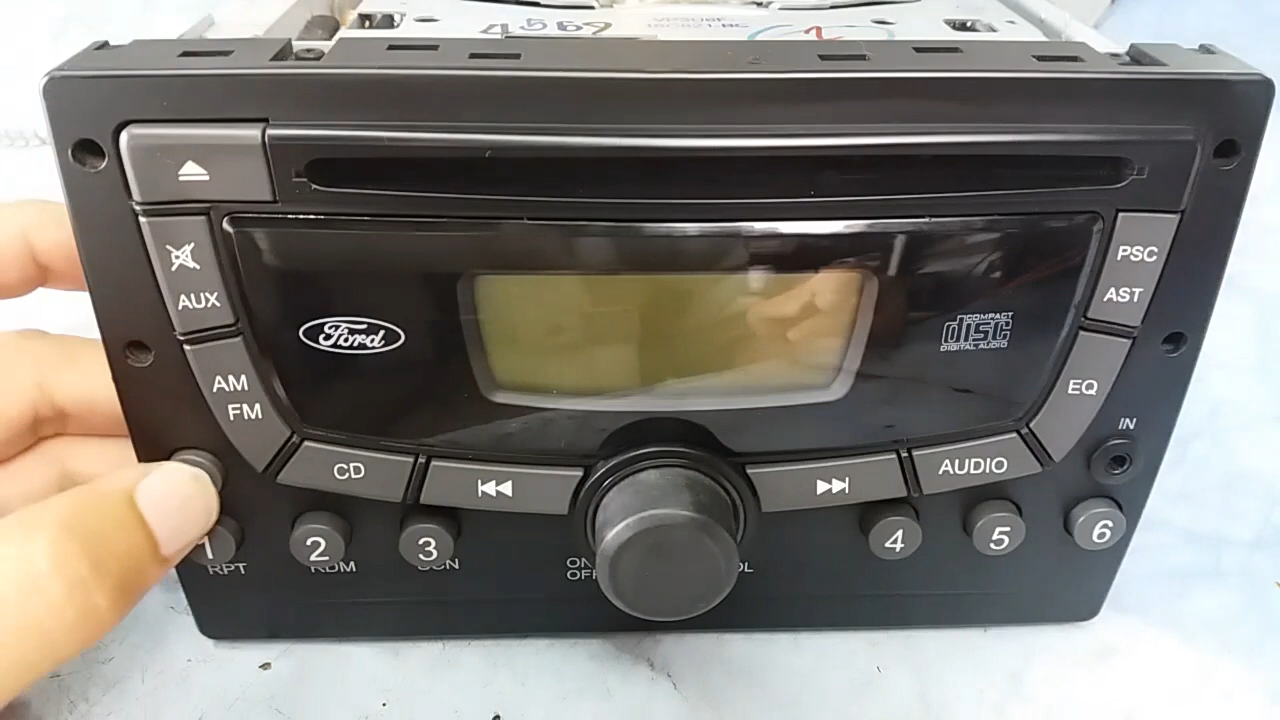 4569
PSC
AUX
AST
Ford
COMPACT
disc
DIGITAL AUDIO
AM
FM
EQ
IN
CD
AUDIO
1
2
3
4
5
6
RPT
RDM
SCN
ON
OFF